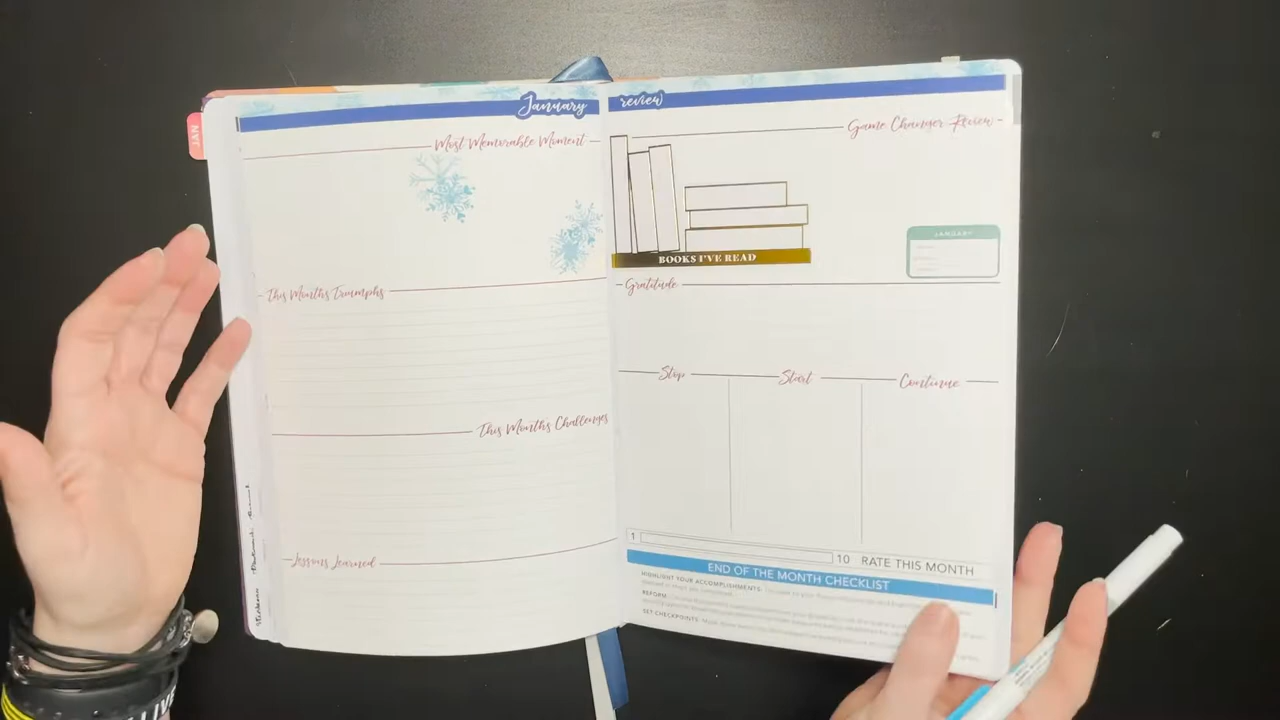 JAN
January
Most Memorable Moment
This Months Triumphs
This Months Challenges
Lessons Learned
review
Game Changer Review
BOOKS I'VE READ
JANUARY
Gratitude
Stop Start Continue
1 10 RATE THIS MONTH
END OF THE MONTH CHECKLIST
HIGHLIGHT YOUR ACCOMPLISHMENTS:
REFORM:
SET CHECKPOINTS:
LIVE